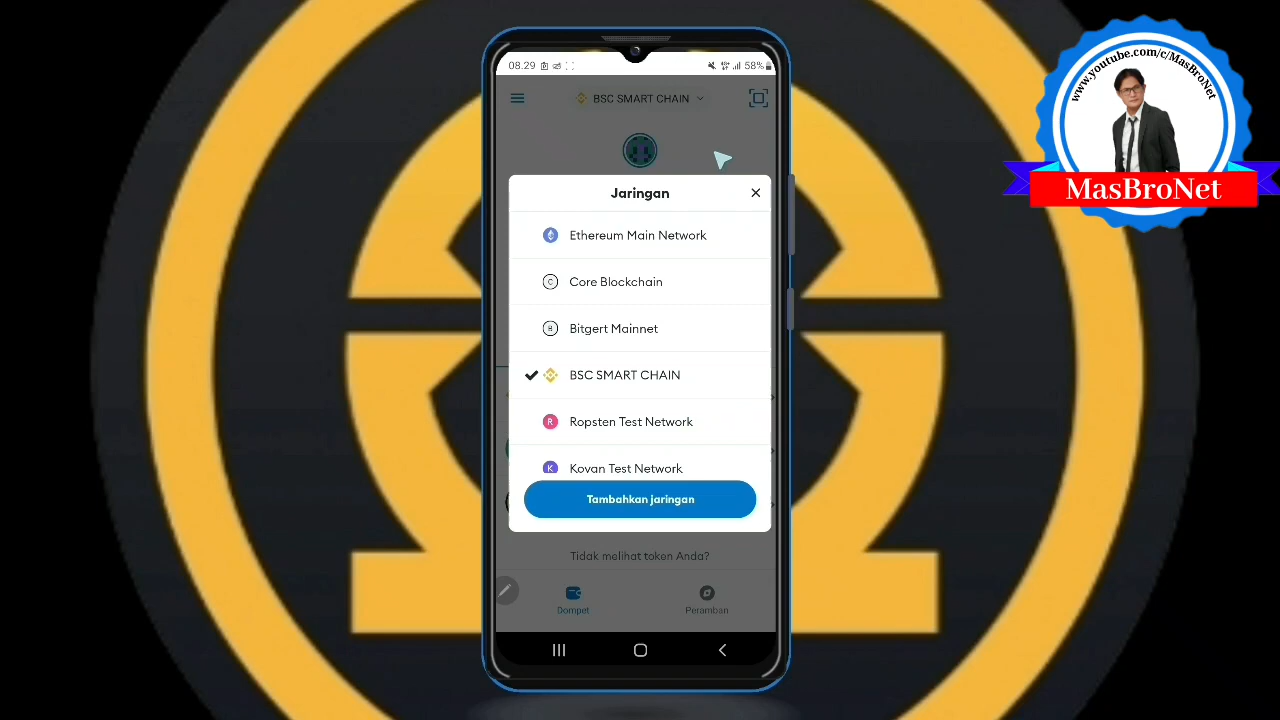 08.29
58%
BSC SMART CHAIN
Jaringan
Ethereum Main Network
C
Core Blockchain
B
Bitgert Mainnet
BSC SMART CHAIN
R
Ropsten Test Network
K
Kovan Test Network
Tambahkan jaringan
Tidak melihat token Anda?
Dompet
Peramban
www.youtube.com/c/MasBroNet
MasBroNet